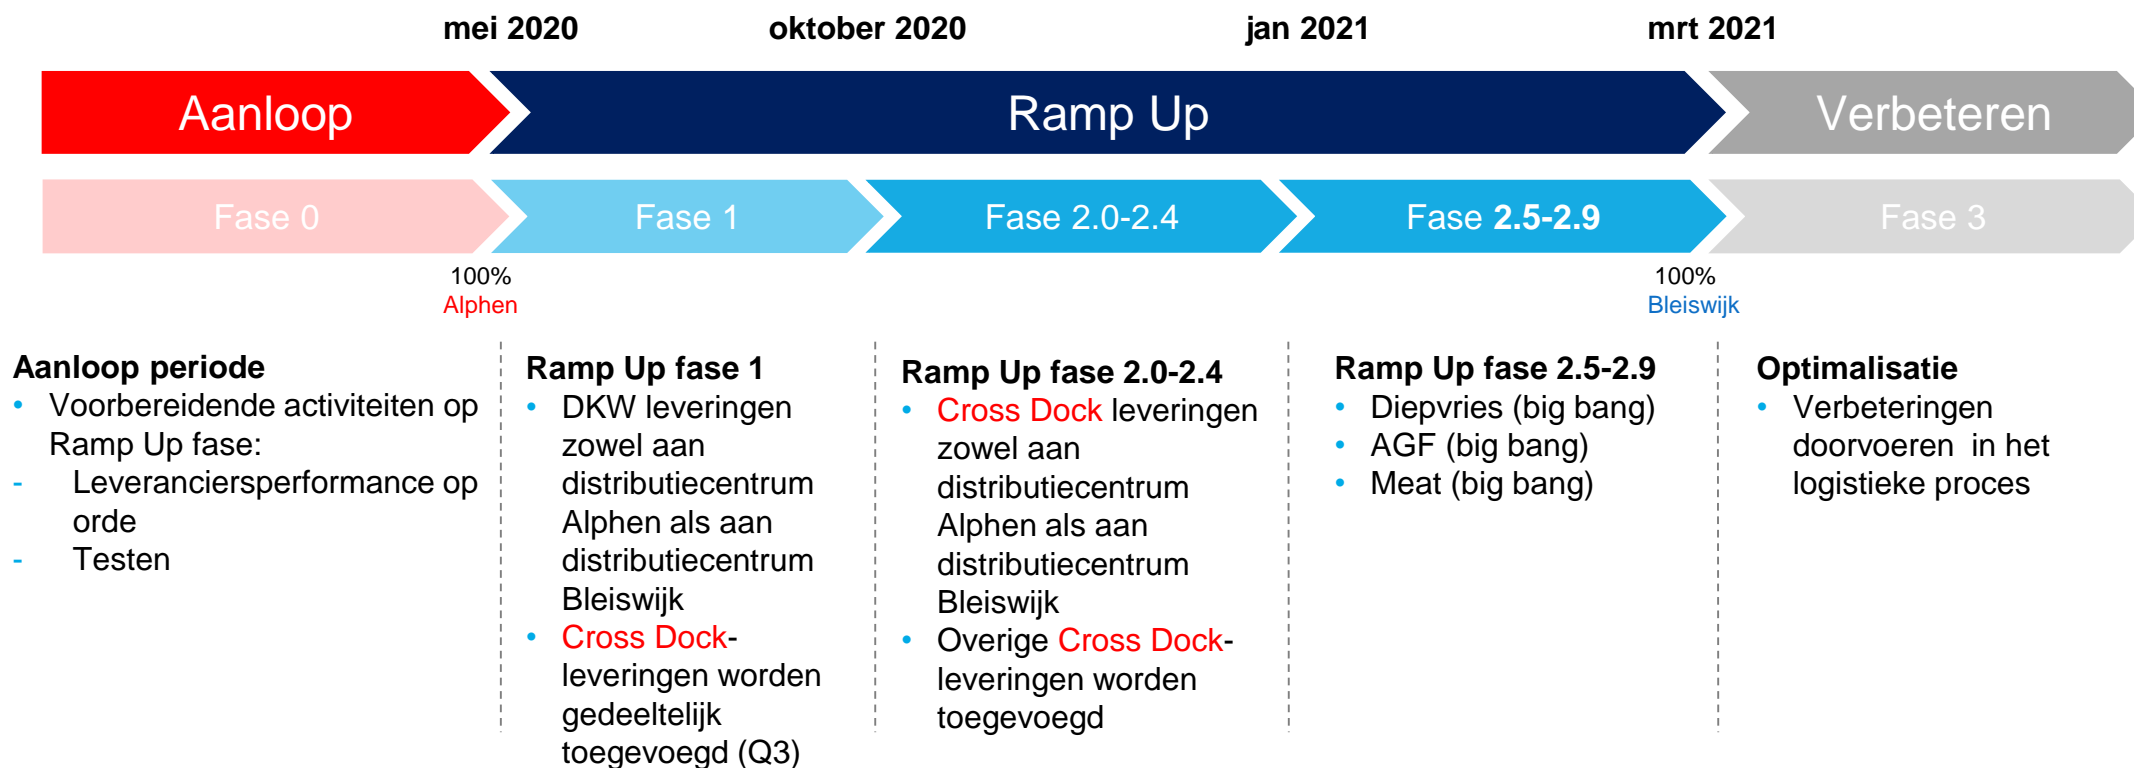 mei 2020
oktober 2020
jan 2021
mrt 2021
Aanloop
Ramp Up
Verbeteren
Fase 0
Fase 1
Fase 2.0-2.4
Fase 2.5-2.9
Fase 3
100%
Alphen
100%
Bleiswijk
Aanloop periode
• Voorbereidende activiteiten op
Ramp Up fase:
- Leveranciersperformance op
orde
- Testen
Ramp Up fase 1
• DKW leveringen
zowel aan
distributiecentrum
Alphen als aan
distributiecentrum
Bleiswijk
• Cross Dock-
leveringen worden
gedeeltelijk
toegevoegd (Q3)
Ramp Up fase 2.0-2.4
• Cross Dock leveringen
zowel aan
distributiecentrum
Alphen als aan
distributiecentrum
Bleiswijk
• Overige Cross Dock-
leveringen worden
toegevoegd
Ramp Up fase 2.5-2.9
• Diepvries (big bang)
• AGF (big bang)
• Meat (big bang)
Optimalisatie
• Verbeteringen
doorvoeren in het
logistieke proces